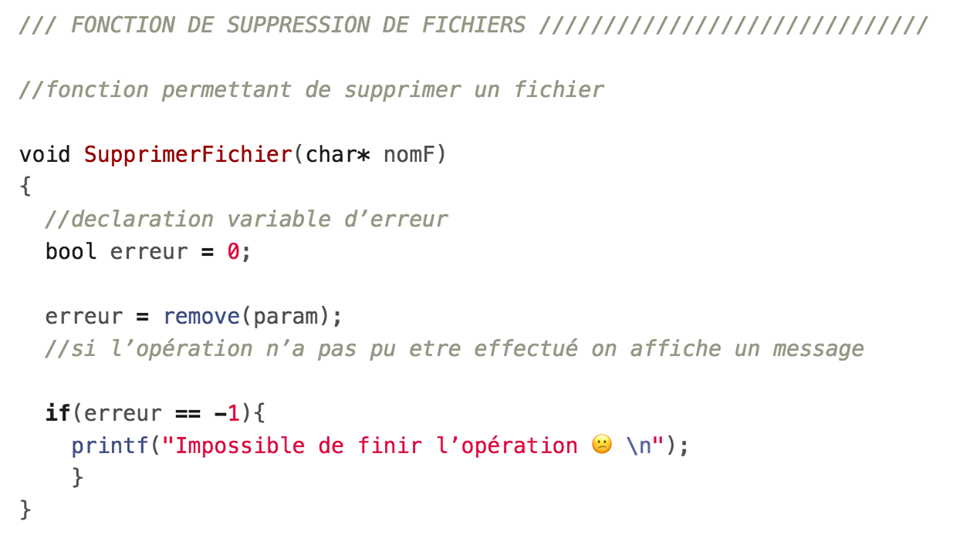 /// FONCTION DE SUPPRESSION DE FICHIERS //////////////////////////////
//fonction permettant de supprimer un fichier
void SupprimerFichier(char* nomF)
{
//declaration variable d’erreur
bool erreur = 0;
erreur = remove(param);
//si l’opération n’a pas pu etre effectué on affiche un message
if(erreur == -1){
printf("Impossible de finir l’opération 😕 \n");
}
}